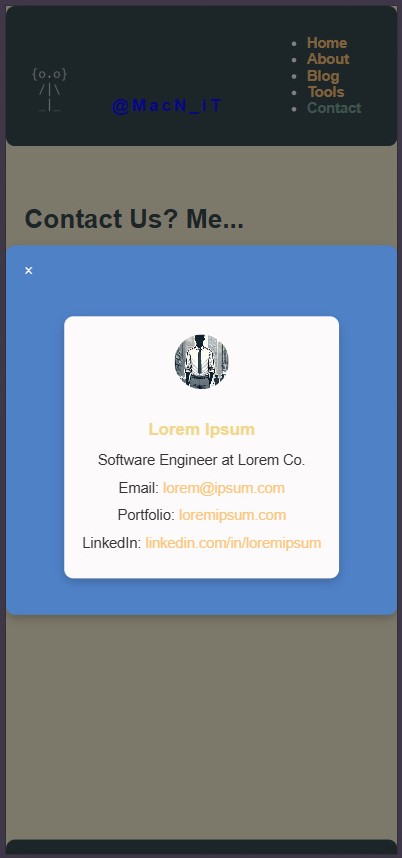 {o.o}
/|\
_|_
@MacN_iT
Home
About
Blog
Tools
Contact
Contact Us? Me...
×
Lorem Ipsum
Software Engineer at Lorem Co.
Email: lorem@ipsum.com
Portfolio: loremipsum.com
LinkedIn: linkedin.com/in/loremipsum